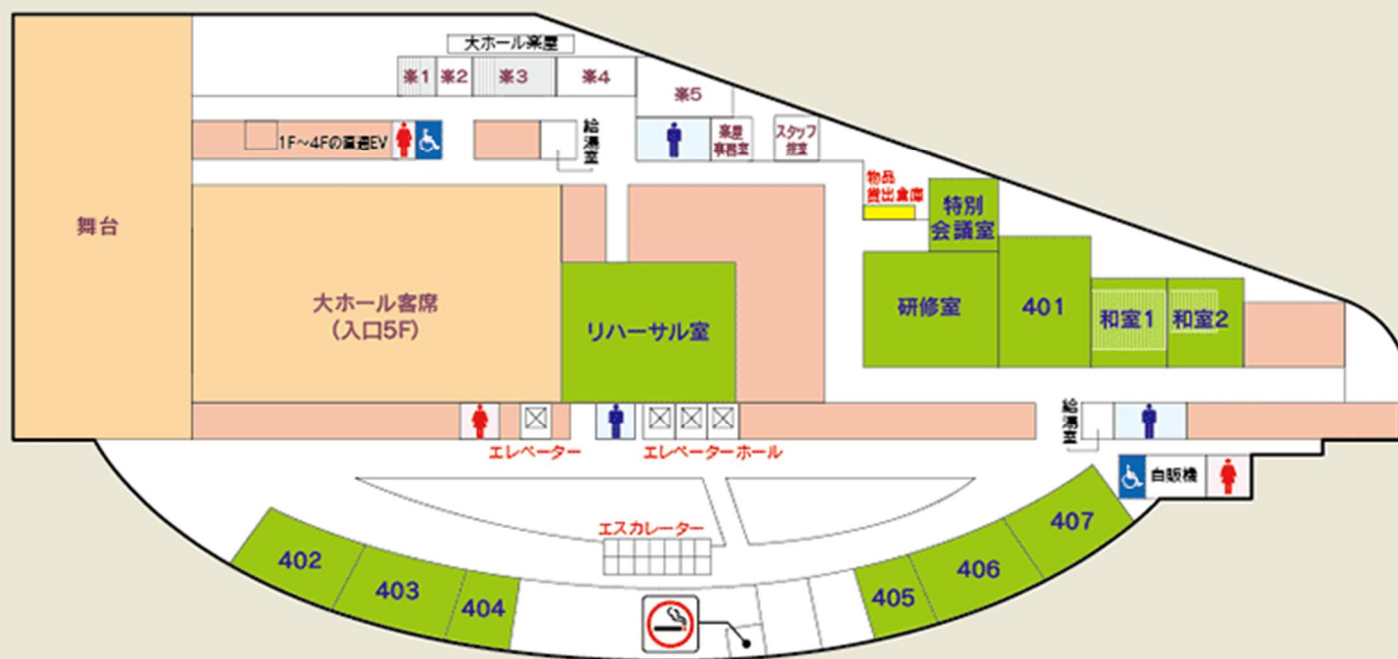 大ホール楽屋
楽1
楽2
楽3
楽4
楽5
1F〜4Fの直通EV
給湯室
楽屋
事務室
スタッフ
控室
物品
貸出倉庫
特別
会議室
舞台
大ホール客席
(入口5F)
リハーサル室
研修室
401
和室1
和室2
エレベーター
エレベーターホール
給湯室
自販機
エスカレーター
402
403
404
405
406
407